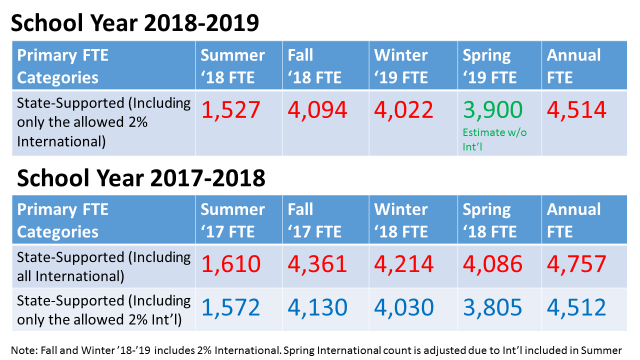 School Year 2018-2019
Primary FTE Categories Summer ‘18 FTE Fall ‘18 FTE Winter ‘19 FTE Spring ‘19 FTE Annual FTE
State-Supported (Including only the allowed 2% International) 1,527 4,094 4,022 3,900 Estimate w/o Int’l 4,514
School Year 2017-2018
Primary FTE Categories Summer ‘17 FTE Fall ‘17 FTE Winter ‘18 FTE Spring ‘18 FTE Annual FTE
State-Supported (Including all International) 1,610 4,361 4,214 4,086 4,757
State-Supported (Including only the allowed 2% Int’l) 1,572 4,130 4,030 3,805 4,512
Note: Fall and Winter ’18-’19 includes 2% International. Spring International count is adjusted due to Int’l included in Summer